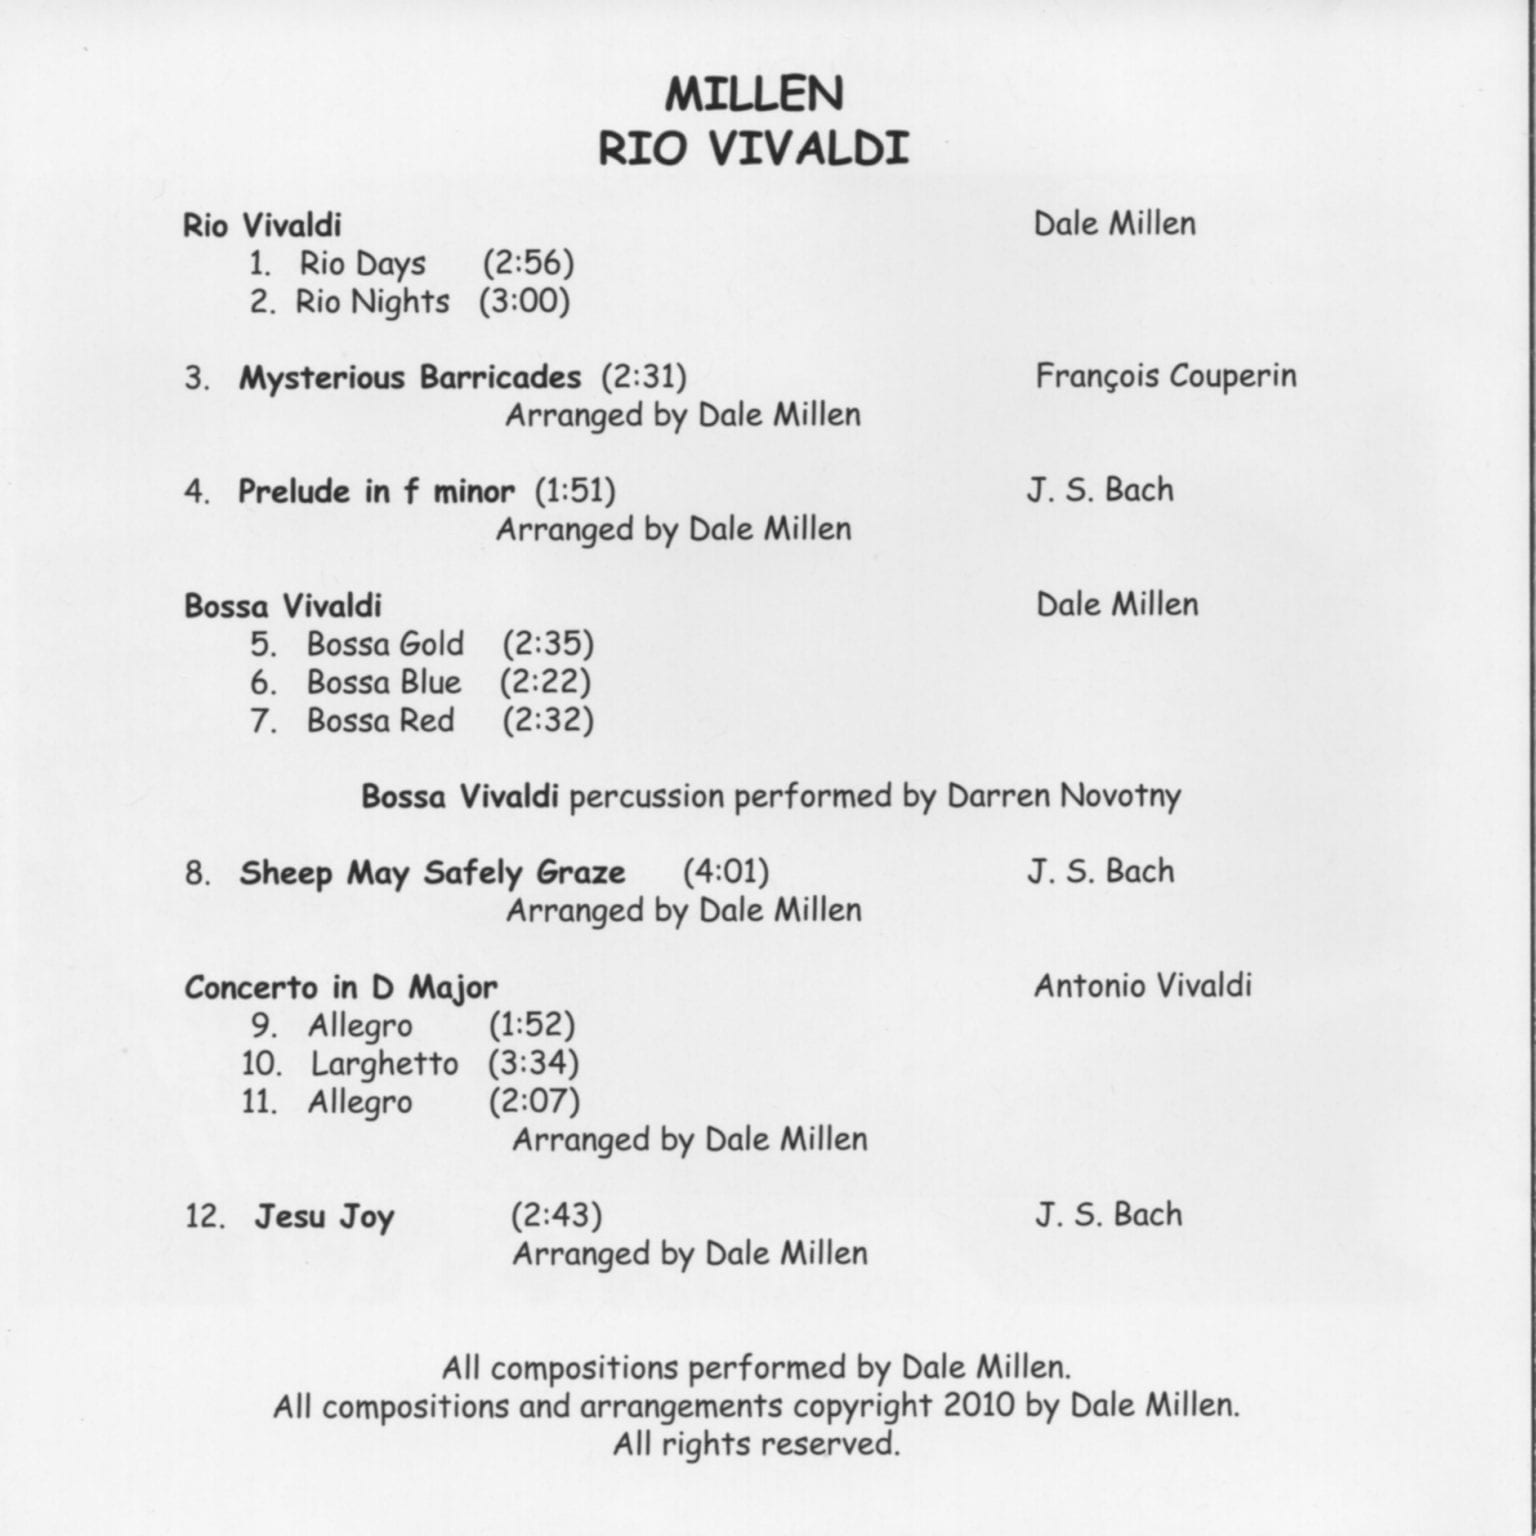 MILLEN
RIO VIVALDI
Rio Vivaldi Dale Millen
1. Rio Days (2:56)
2. Rio Nights (3:00)
3. Mysterious Barricades (2:31) François Couperin
Arranged by Dale Millen
4. Prelude in f minor (1:51) J. S. Bach
Arranged by Dale Millen
Bossa Vivaldi Dale Millen
5. Bossa Gold (2:35)
6. Bossa Blue (2:22)
7. Bossa Red (2:32)
Bossa Vivaldi percussion performed by Darren Novotny
8. Sheep May Safely Graze (4:01) J. S. Bach
Arranged by Dale Millen
Concerto in D Major Antonio Vivaldi
9. Allegro (1:52)
10. Larghetto (3:34)
11. Allegro (2:07)
Arranged by Dale Millen
12. Jesu Joy (2:43) J. S. Bach
Arranged by Dale Millen
All compositions performed by Dale Millen.
All compositions and arrangements copyright 2010 by Dale Millen.
All rights reserved.